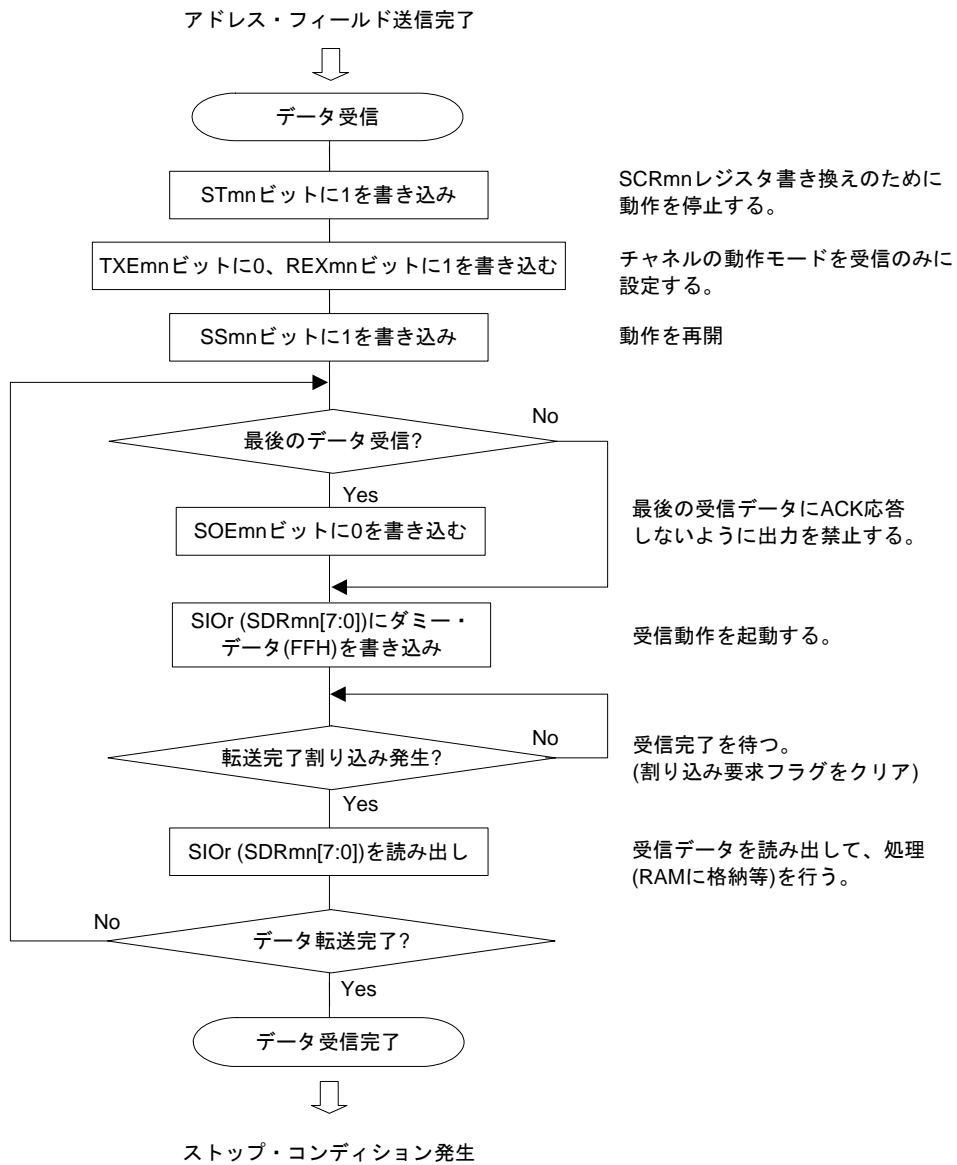 アドレス・フィールド送信完了
データ受信
STmnビットに1を書き込み
SCRmnレジスタ書き換えのために
動作を停止する。
TXEmnビットに0、REXmnビットに1を書き込む
チャネルの動作モードを受信のみに
設定する。
SSmnビットに1を書き込み
動作を再開
最後のデータ受信?
No
Yes
SOEmnビットに0を書き込む
最後の受信データにACK応答
しないように出力を禁止する。
SIOr (SDRmn[7:0])にダミー・
データ(FFH)を書き込み
受信動作を起動する。
転送完了割り込み発生?
No
受信完了を待つ。
(割り込み要求フラグをクリア)
Yes
SIOr (SDRmn[7:0])を読み出し
受信データを読み出して、処理
(RAMに格納等)を行う。
No
データ転送完了?
Yes
データ受信完了
ストップ・コンディション発生